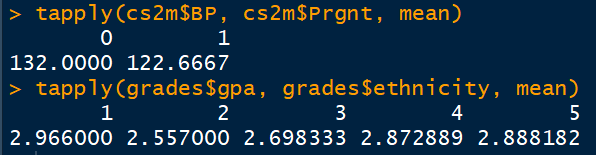 > tapply(cs2m$BP, cs2m$Prgnt, mean)
0 1
132.0000 122.6667
> tapply(grades$gpa, grades$ethnicity, mean)
1 2 3 4 5
2.966000 2.557000 2.698333 2.872889 2.888182